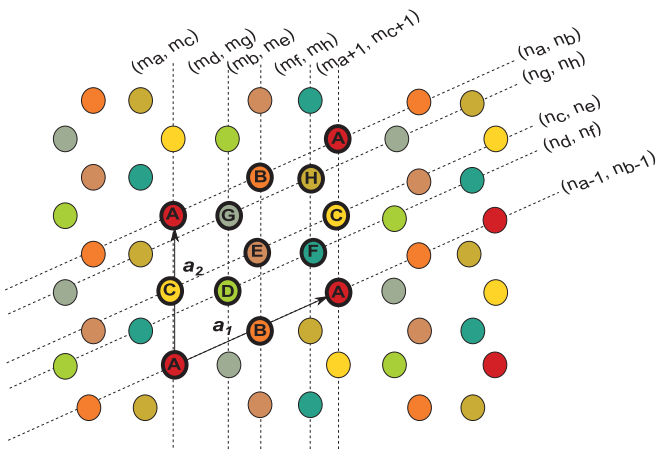 (ma, mc)
(md, mg)
(mb, me)
(mf, mh)
(ma+1, mc+1)
(na, nb)
(ng, nh)
(nc, ne)
(nd, nf)
(na-1, nb-1)
A
B
H
A
G
C
E
F
a2
C
D
A
a1
B
A